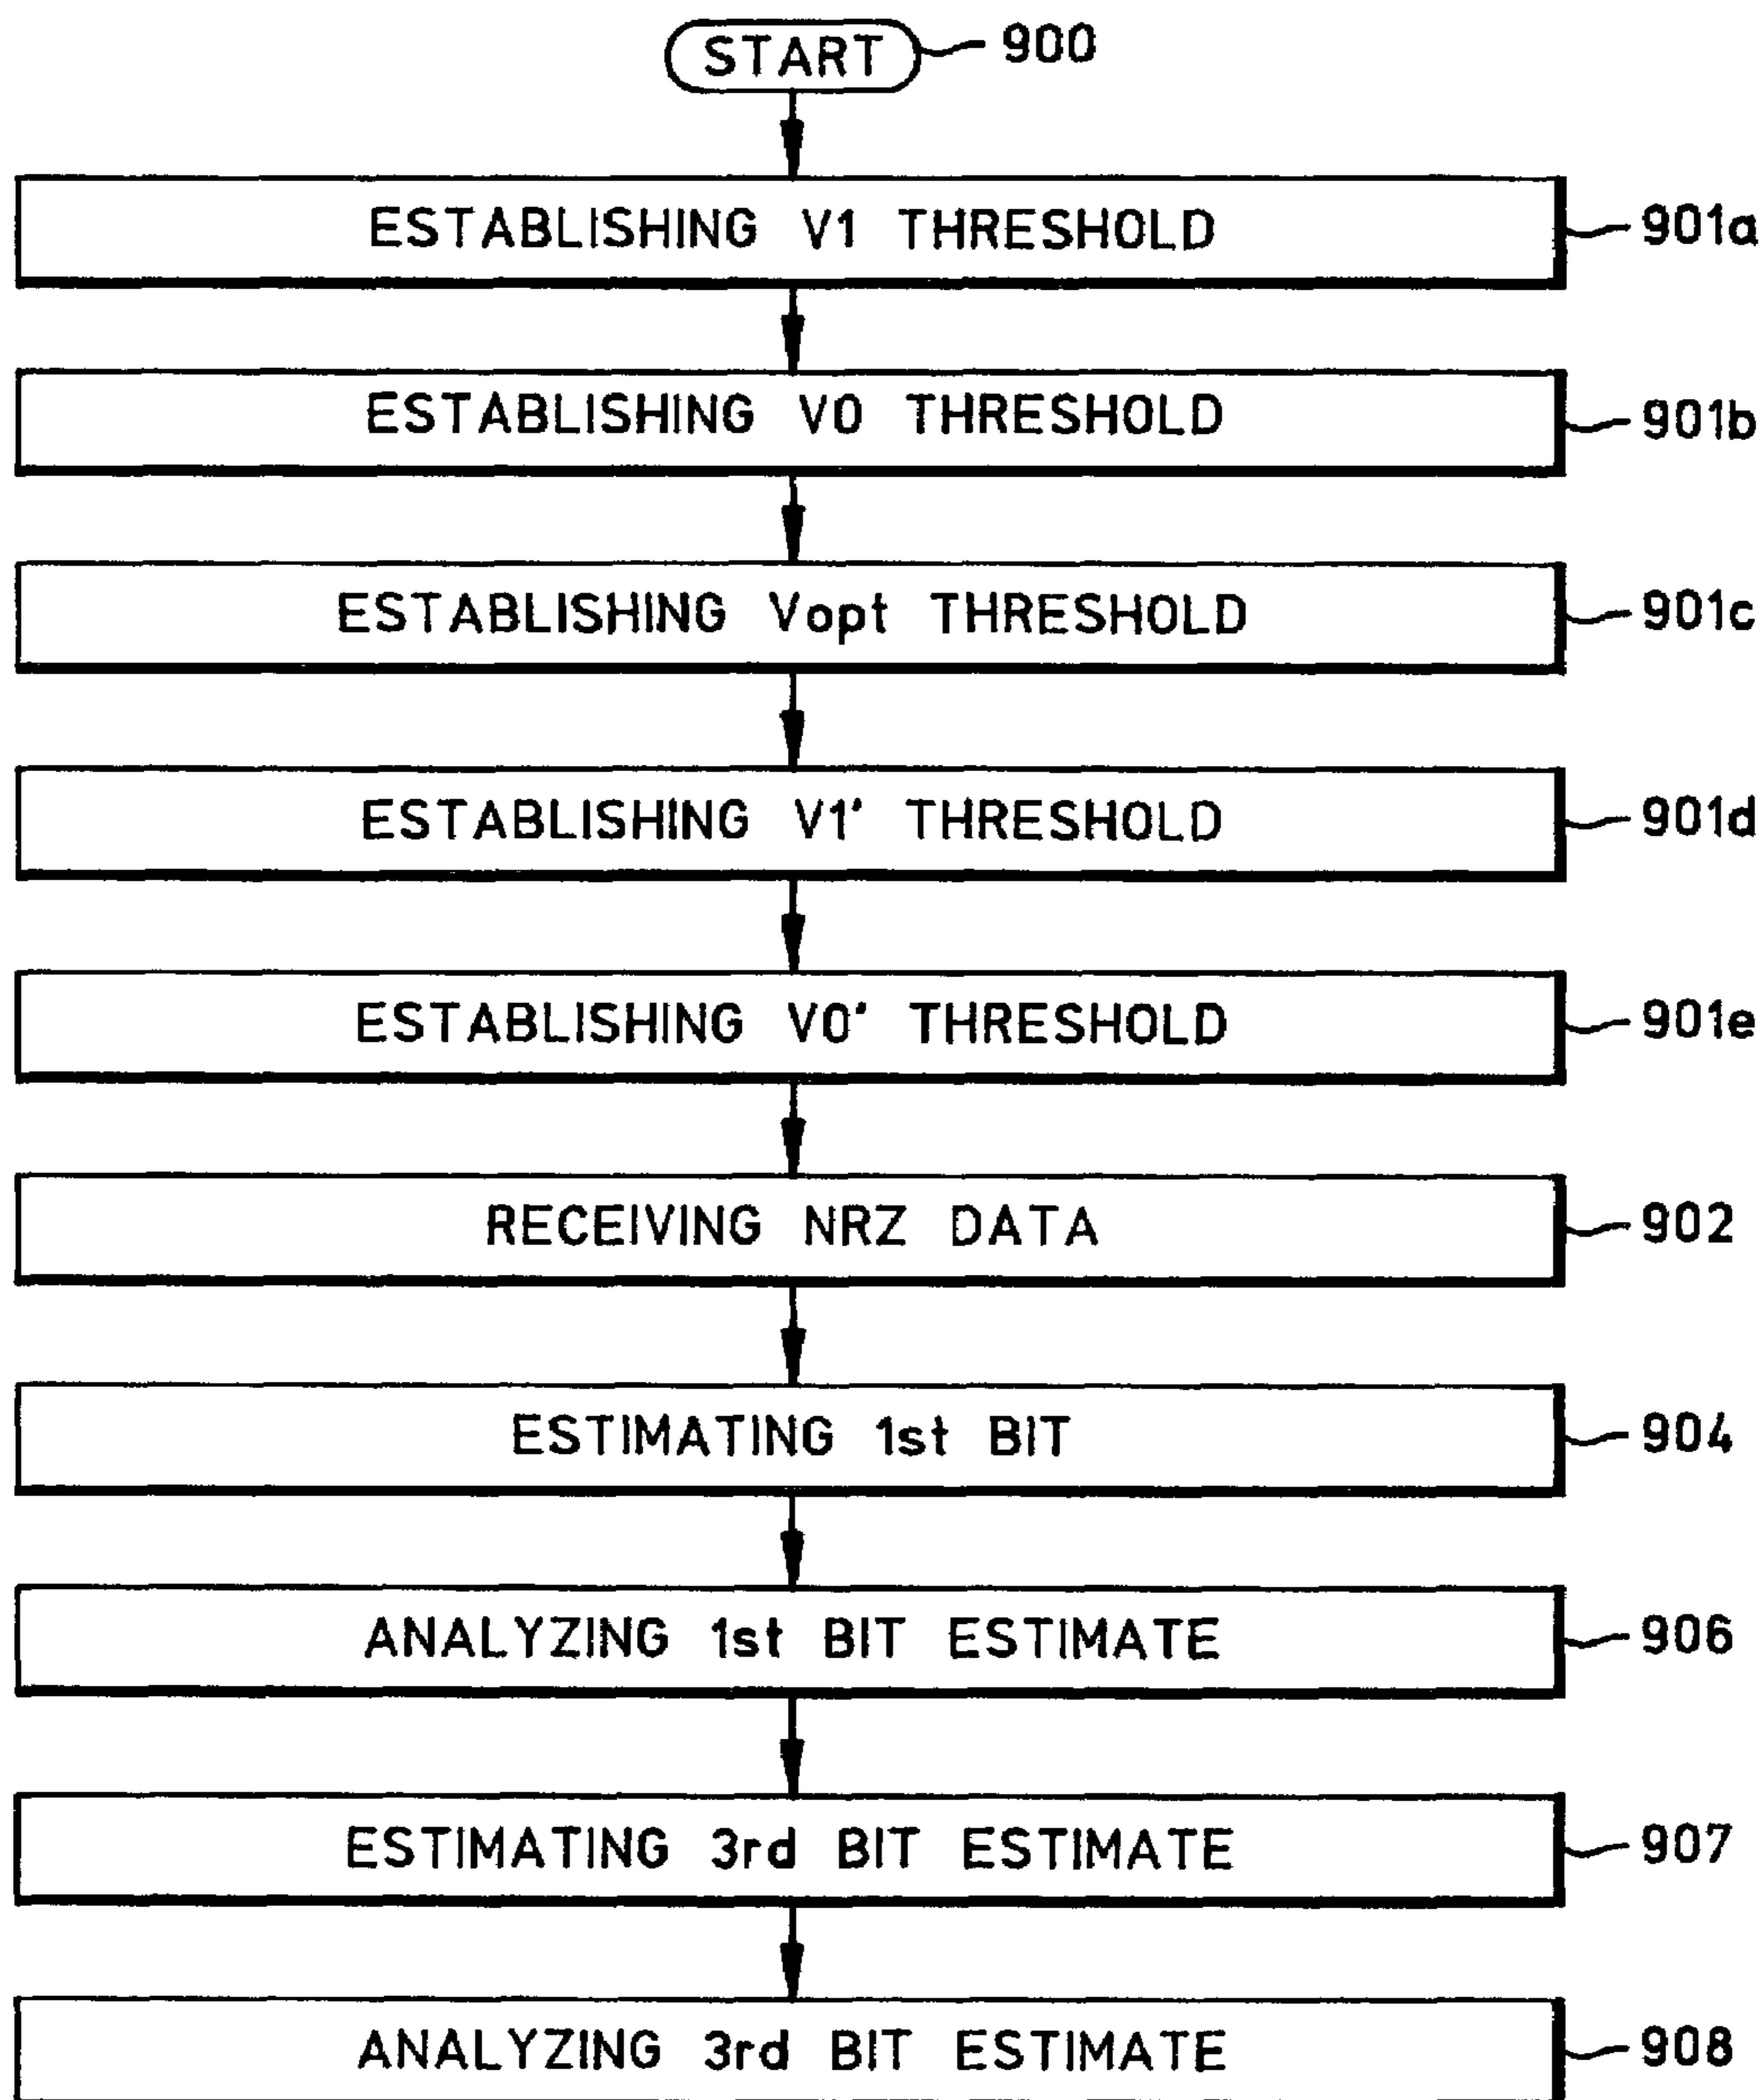 START 900
ESTABLISHING V1 THRESHOLD 901a
ESTABLISHING V0 THRESHOLD 901b
ESTABLISHING Vopt THRESHOLD 901c
ESTABLISHING V1' THRESHOLD 901d
ESTABLISHING V0' THRESHOLD 901e
RECEIVING NRZ DATA 902
ESTIMATING 1st BIT 904
ANALYZING 1st BIT ESTIMATE 906
ESTIMATING 3rd BIT ESTIMATE 907
ANALYZING 3rd BIT ESTIMATE 908